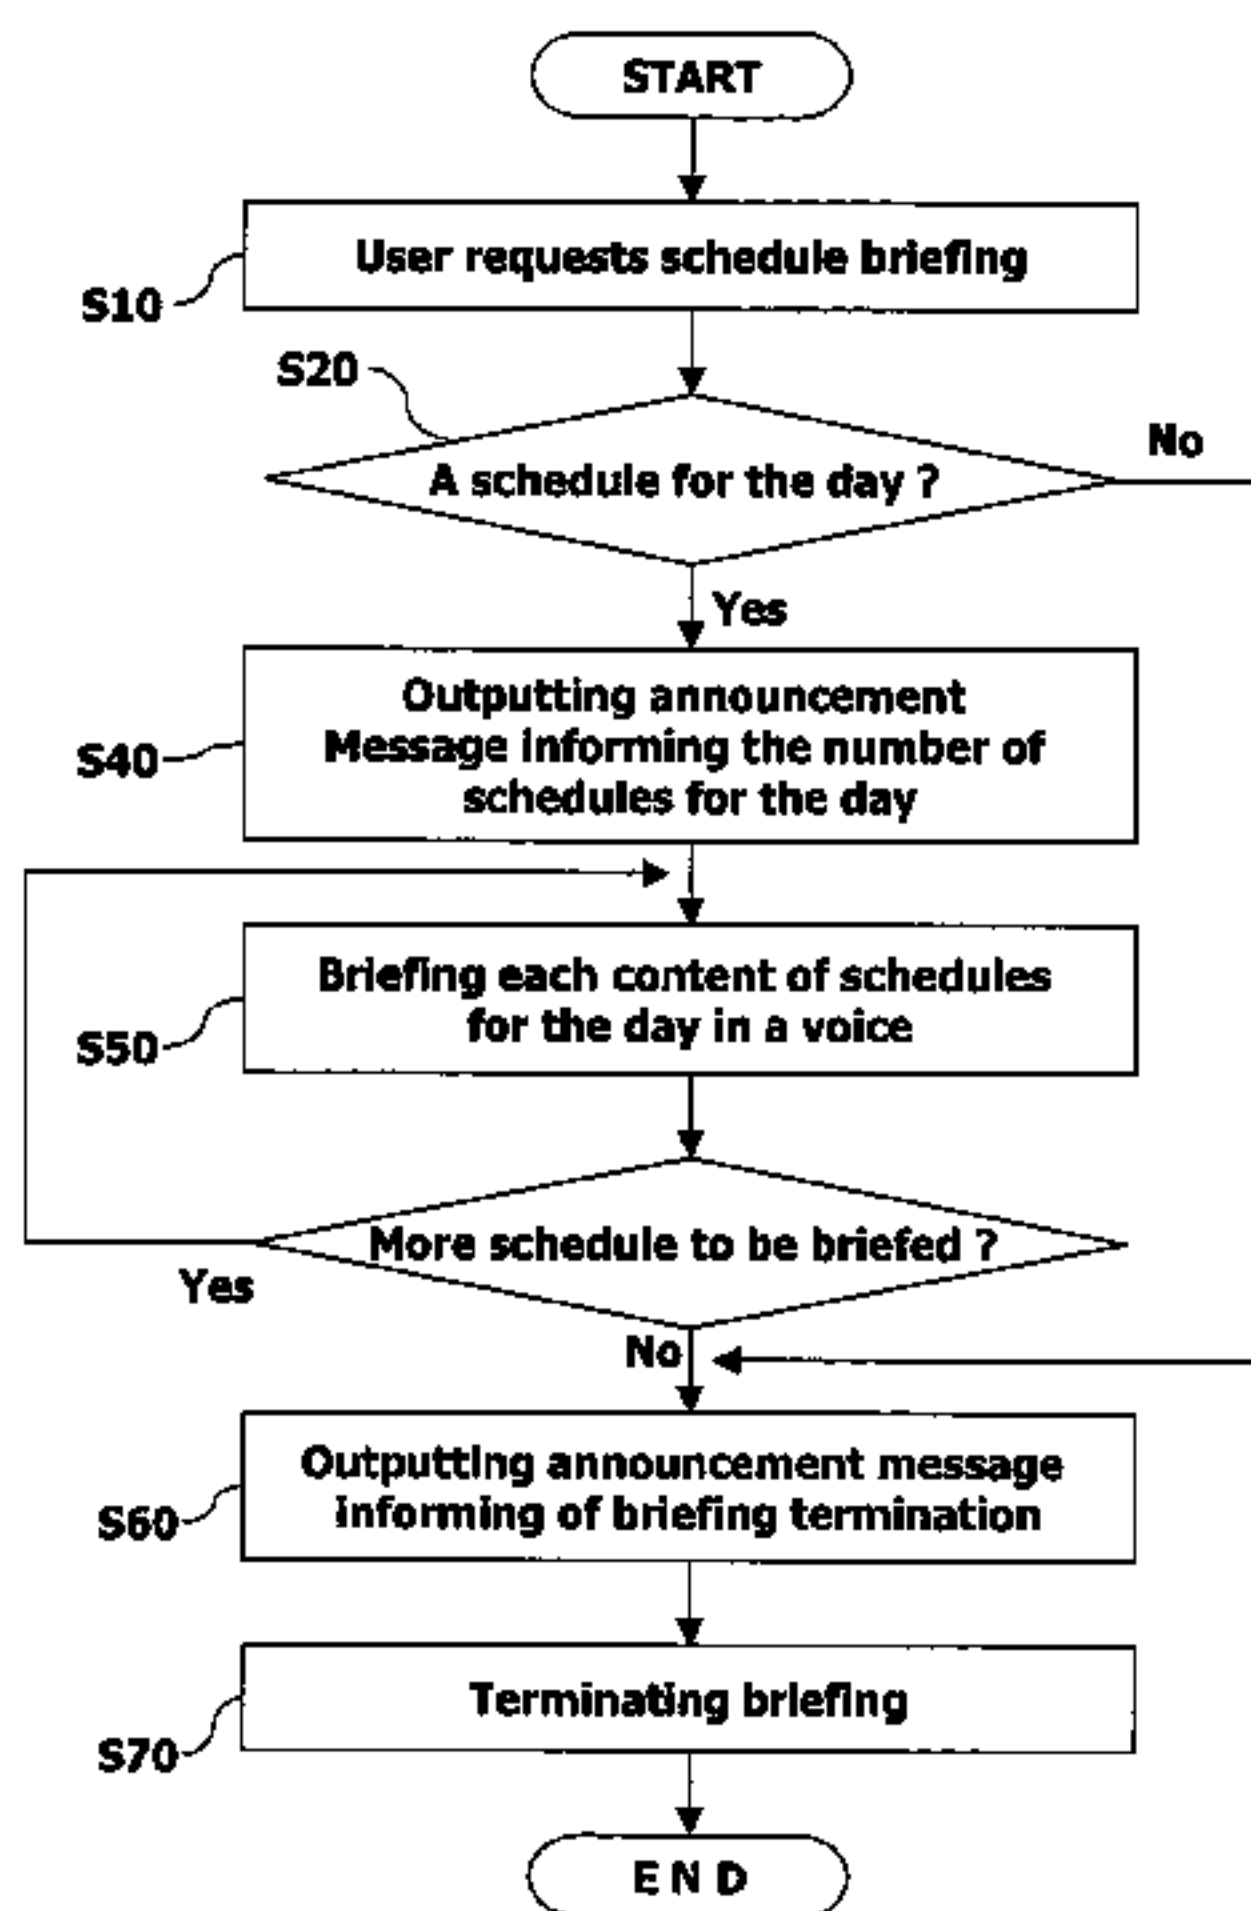 START
User requests schedule briefing
S10
S20
No
A schedule for the day ?
Yes
Outputting announcement
Message informing the number of
schedules for the day
S40
Briefing each content of schedules
for the day in a voice
S50
More schedule to be briefed ?
Yes
No
Outputting announcement message
informing of briefing termination
S60
Terminating briefing
S70
E N D